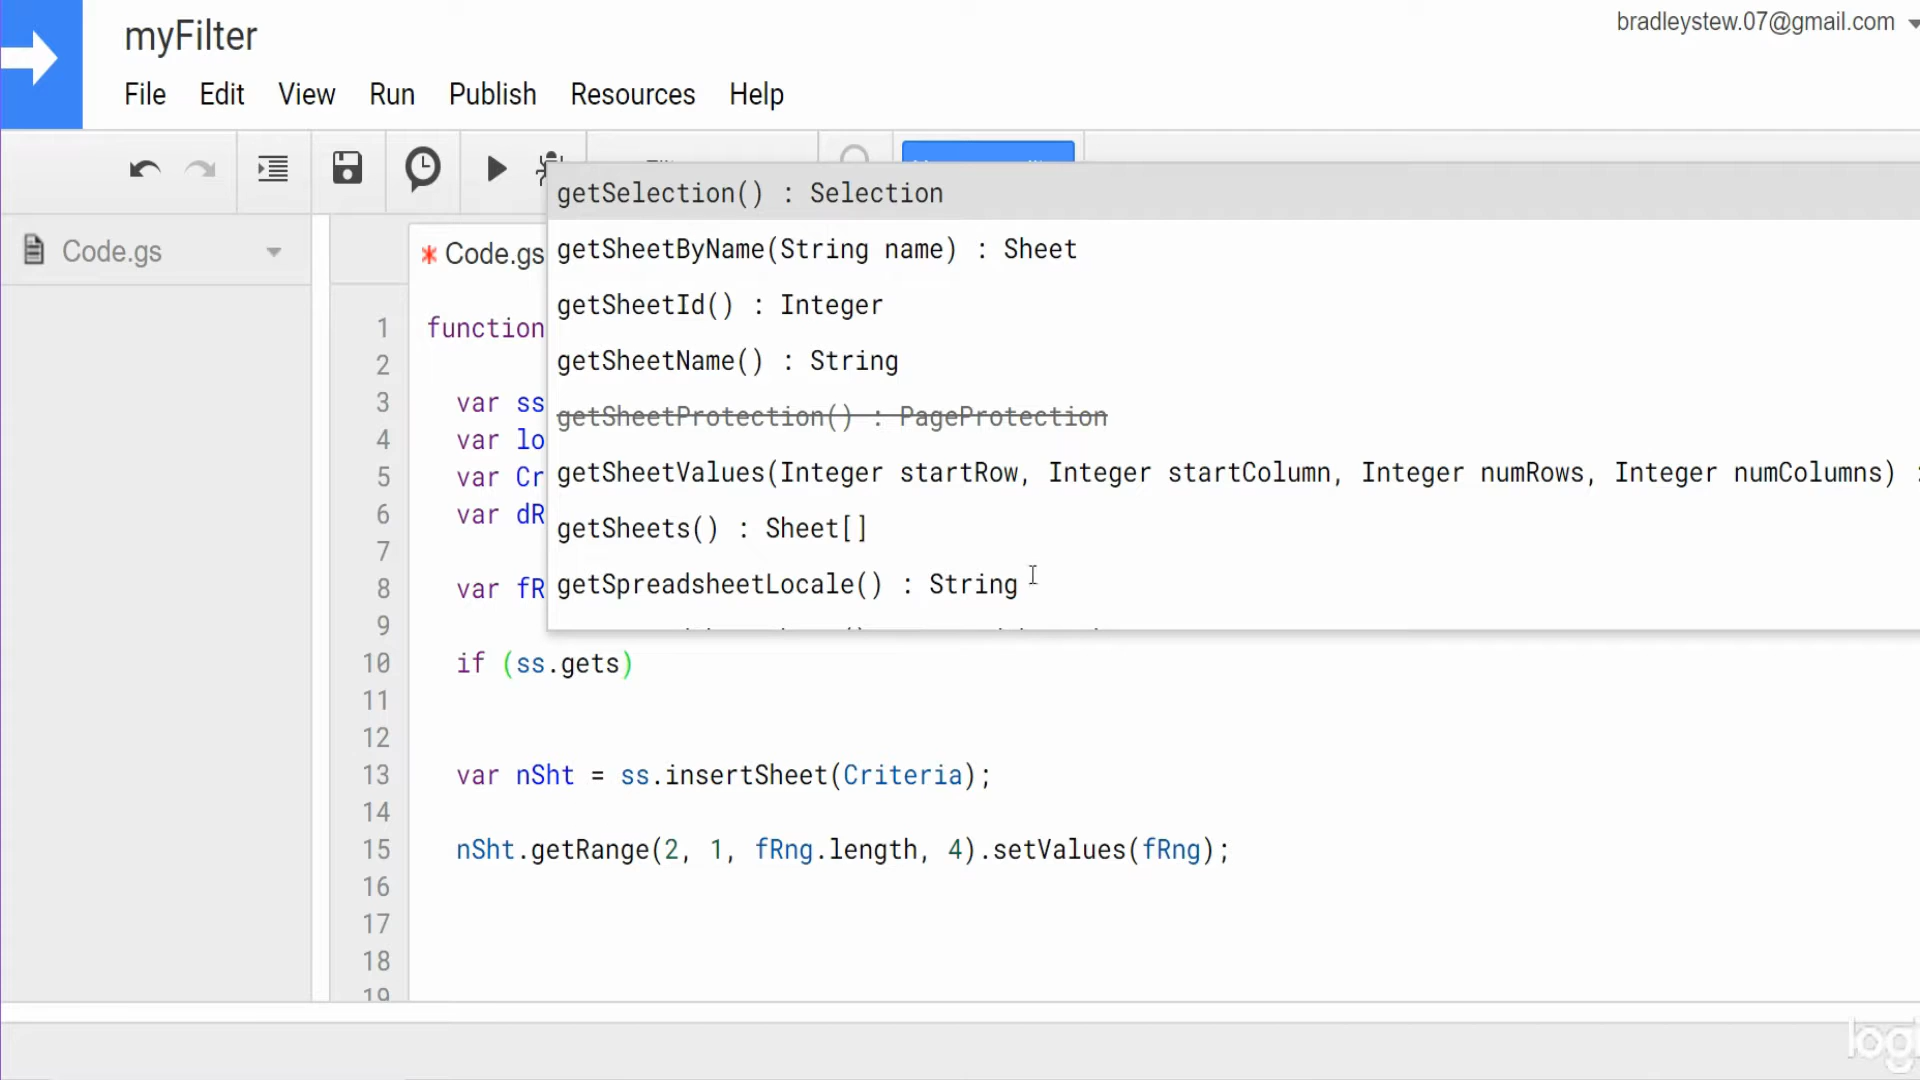 myFilter
bradleystew.07@gmail.com
File Edit View Run Publish Resources Help
Code.gs
* Code.gs
getSelection() : Selection
getSheetByName(String name) : Sheet
getSheetId() : Integer
getSheetName() : String
getSheetProtection() : PageProtection
getSheetValues(Integer startRow, Integer startColumn, Integer numRows, Integer numColumns) :
getSheets() : Sheet[]
getSpreadsheetLocale() : String
1 function
2
3 var ss
4 var lo
5 var Cr
6 var dR
7
8 var fR
9
10 if (ss.gets)
11
12
13 var nSht = ss.insertSheet(Criteria);
14
15 nSht.getRange(2, 1, fRng.length, 4).setValues(fRng);
16
17
18
19